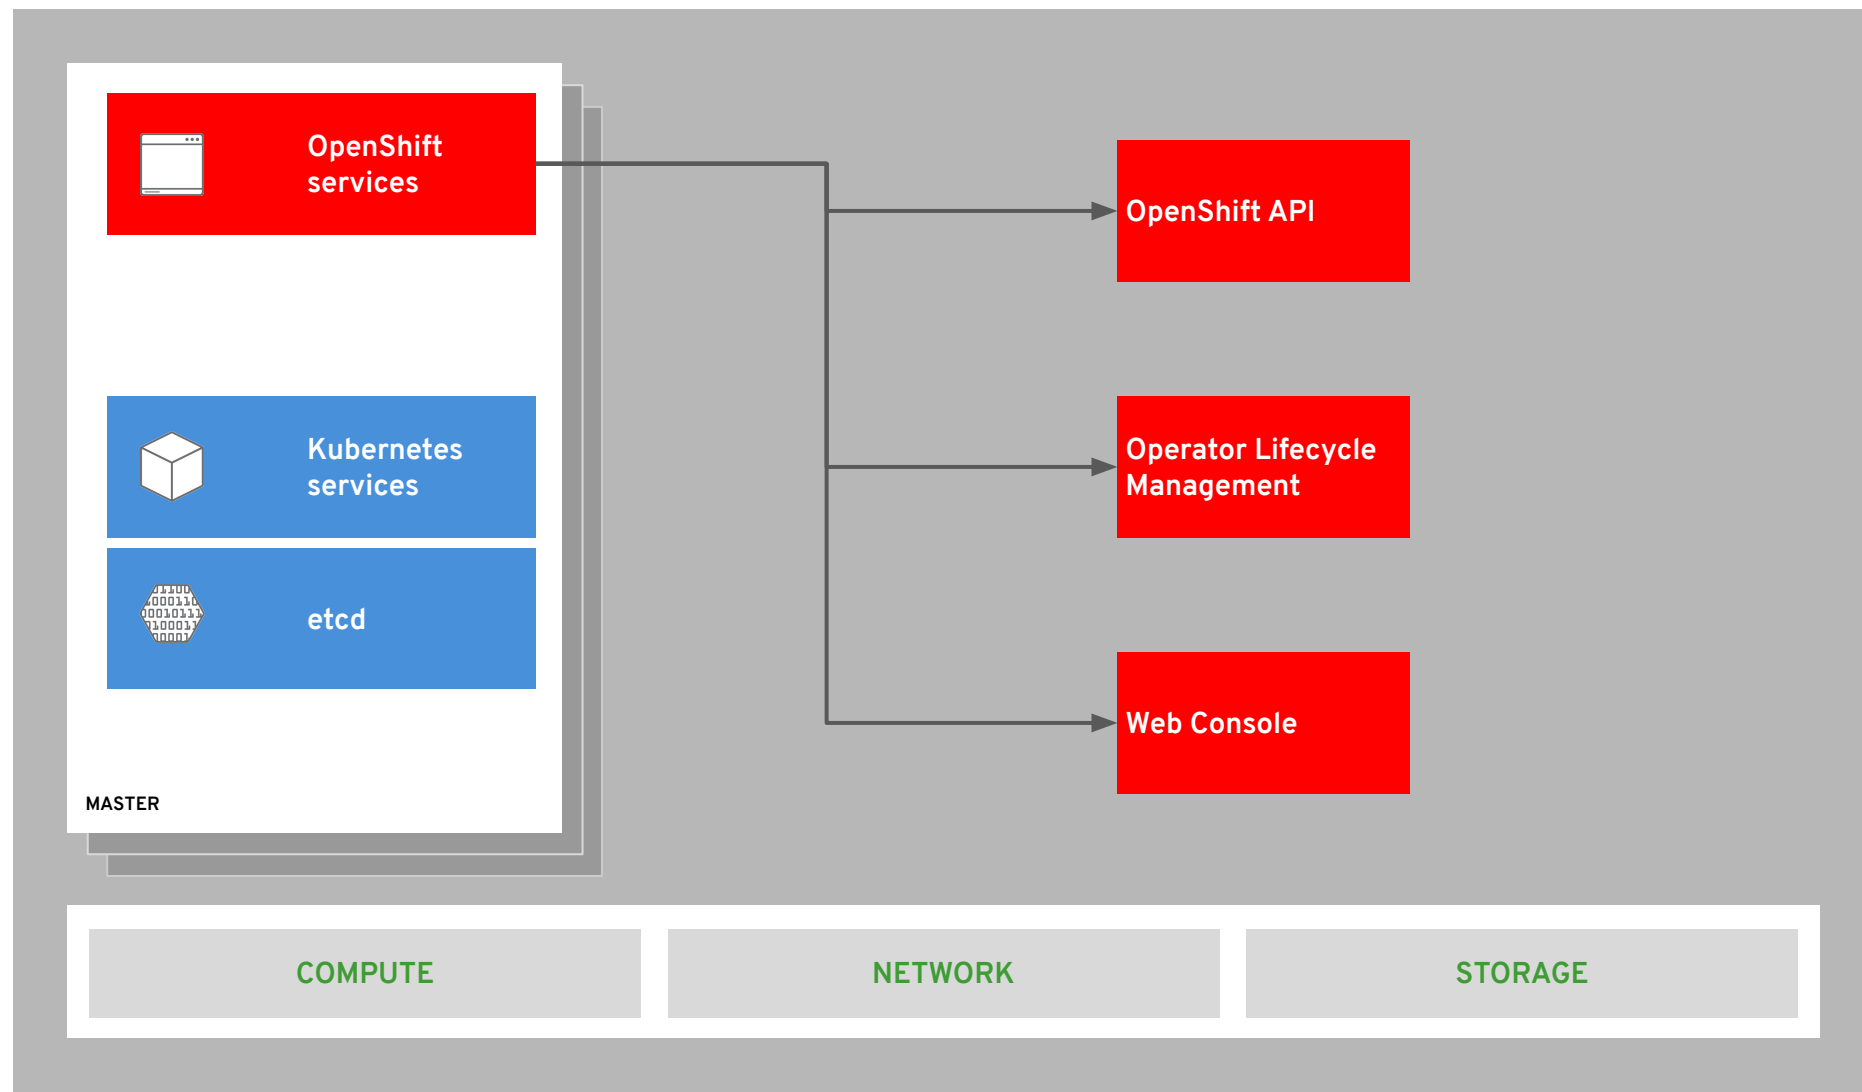 OpenShift
services
Kubernetes
services
etcd
MASTER
OpenShift API
Operator Lifecycle
Management
Web Console
COMPUTE
NETWORK
STORAGE